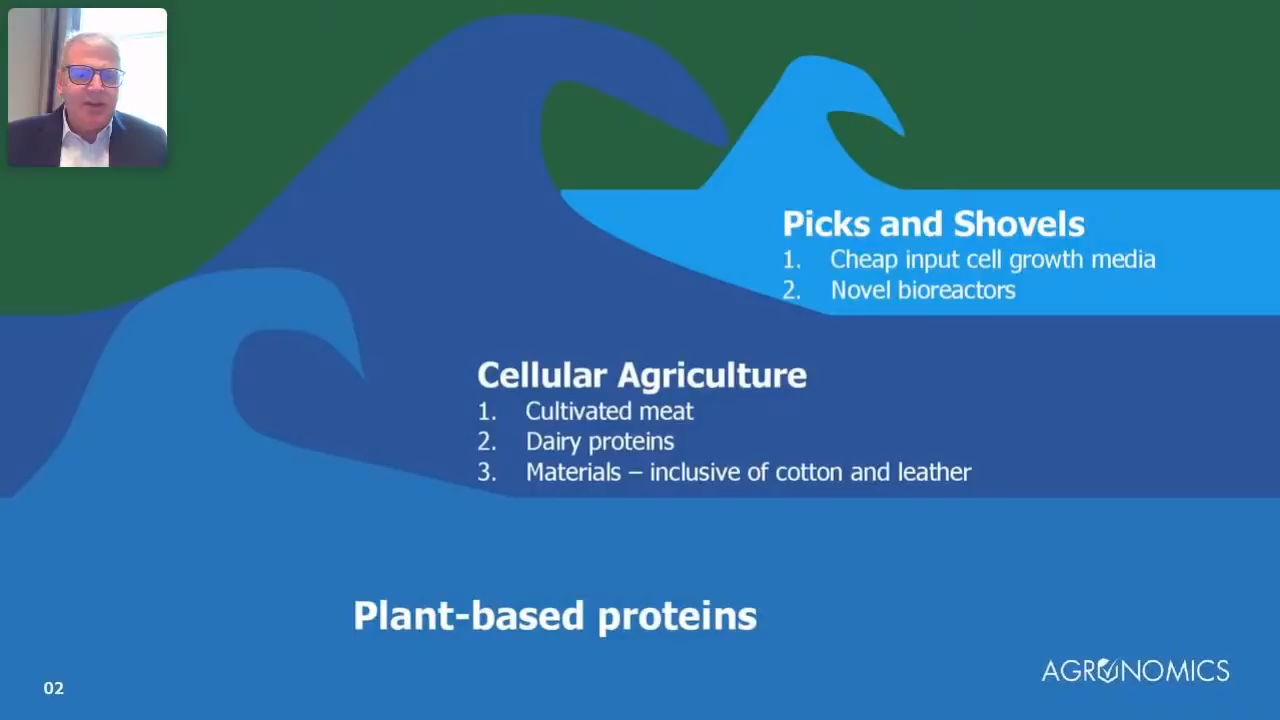 Picks and Shovels
1. Cheap input cell growth media
2. Novel bioreactors
Cellular Agriculture
1. Cultivated meat
2. Dairy proteins
3. Materials – inclusive of cotton and leather
Plant-based proteins
AGRONOMICS
02